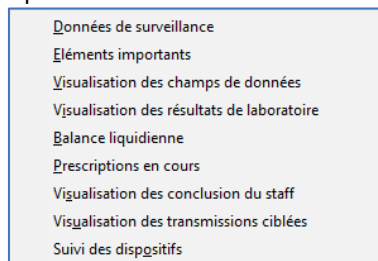 Données de surveillance
Eléments importants
Visualisation des champs de données
Visualisation des résultats de laboratoire
Balance liquidienne
Prescriptions en cours
Visualisation des conclusion du staff
Visualisation des transmissions ciblées
Suivi des dispositifs